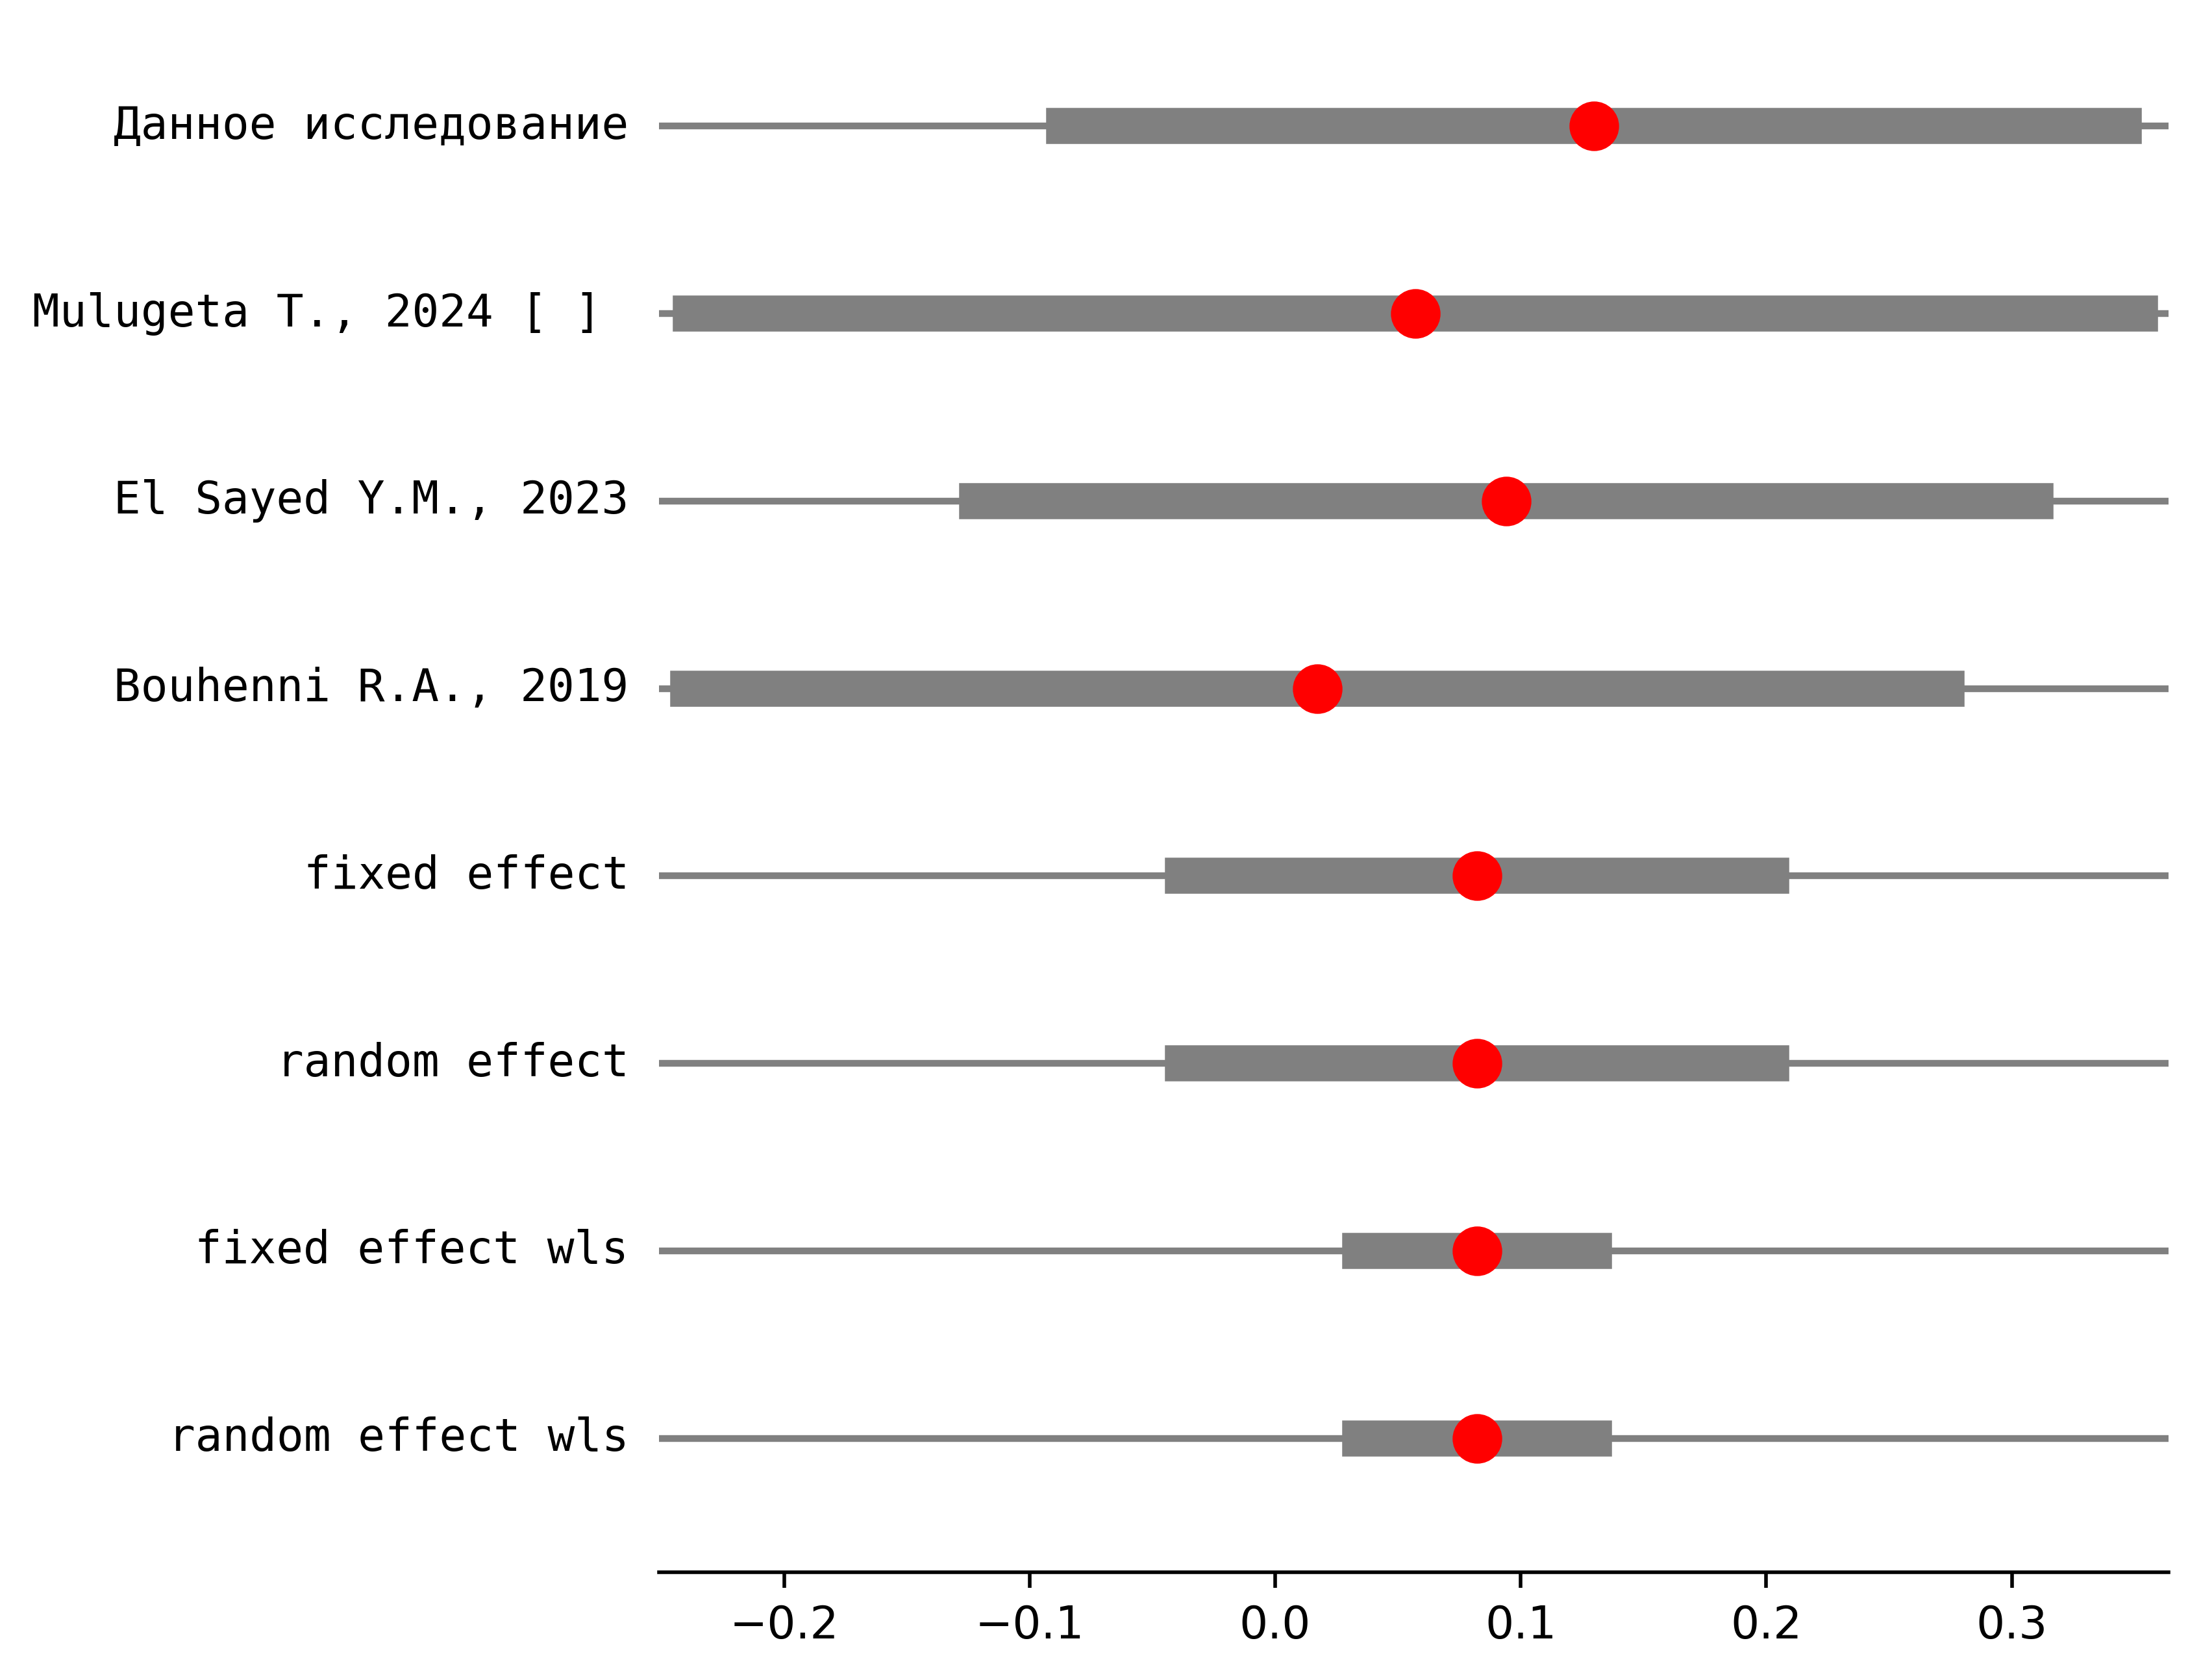 Данное исследование
Mulugeta T., 2024 [ ]
El Sayed Y.M., 2023
Bouhenni R.A., 2019
fixed effect
random effect
fixed effect wls
random effect wls
−0.2 −0.1 0.0 0.1 0.2 0.3